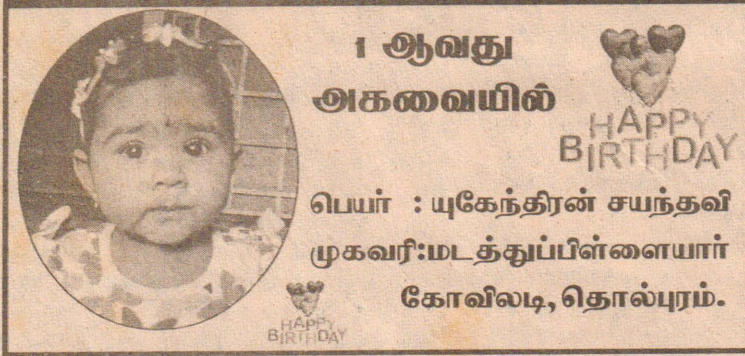 1 ஆவது
அகவையில்
HAPPY
BIRTHDAY
பெயர் : யுகேந்திரன் சயந்தவி
முகவரி:மடத்துப்பிள்ளையார்
கோவிலடி,தொல்புரம்.
HAPPY
BIRTHDAY